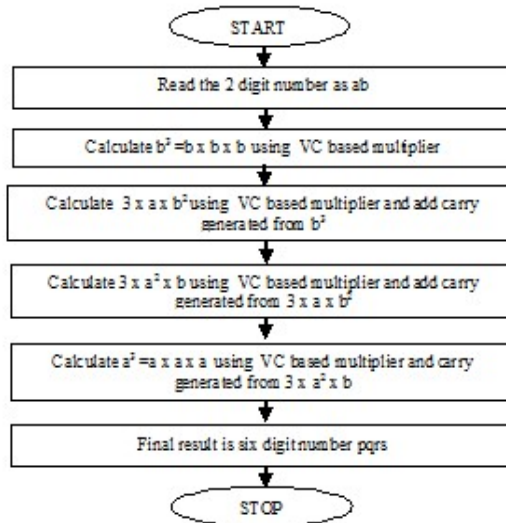 START
Read the 2 digit number as ab
Calculate b³ =b x b x b using VC based multiplier
Calculate 3 x a x b² using VC based multiplier and add carry
generated from b³
Calculate 3 x a² x b using VC based multiplier and add carry
generated from 3 x a x b²
Calculate a³ =a x a x a using VC based multiplier and carry
generated from 3 x a² x b
Final result is six digit number pqrs
STOP